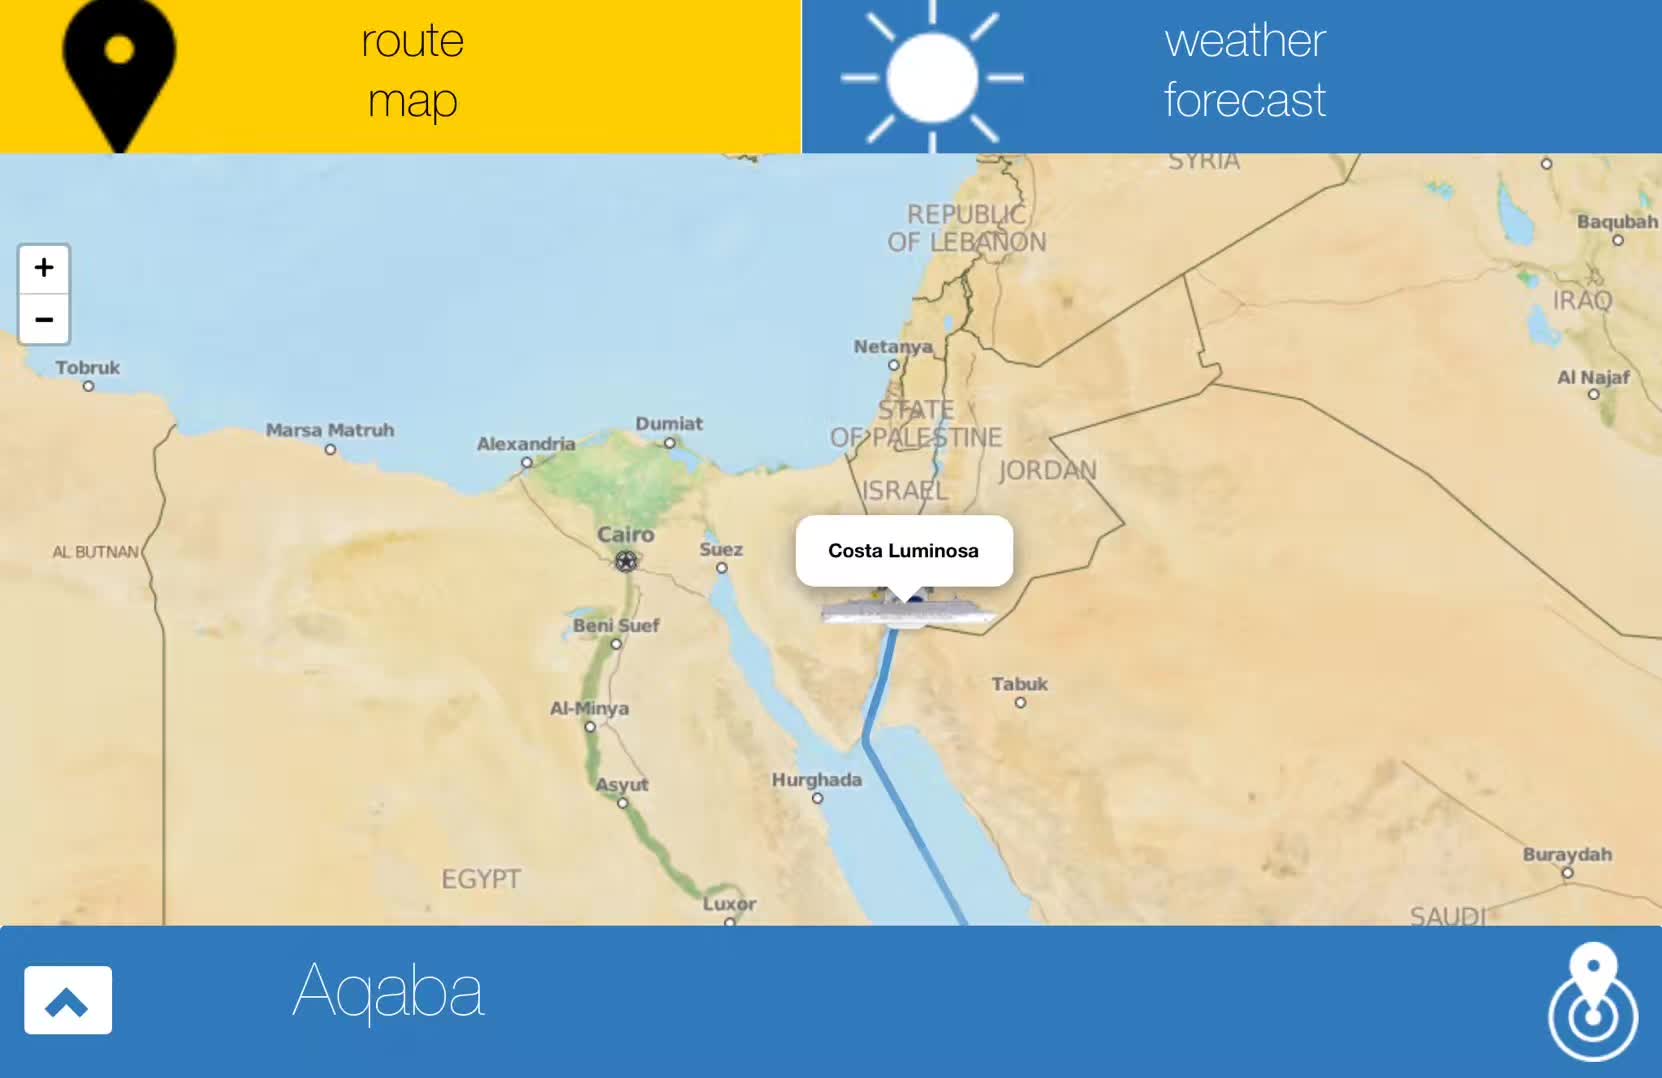 route
map
weather
forecast
SYRIA
REPUBLIC
OF LEBANON
Baqubah
+
IRAQ
−
Netanya
Tobruk
Al Najaf
STATE
OF PALESTINE
Dumiat
Marsa Matruh
Alexandria
JORDAN
ISRAEL
Cairo
Suez
AL BUTNAN
Costa Luminosa
Beni Suef
Tabuk
Al-Minya
Hurghada
Asyut
Buraydah
EGYPT
Luxor
SAUDI
Aqaba